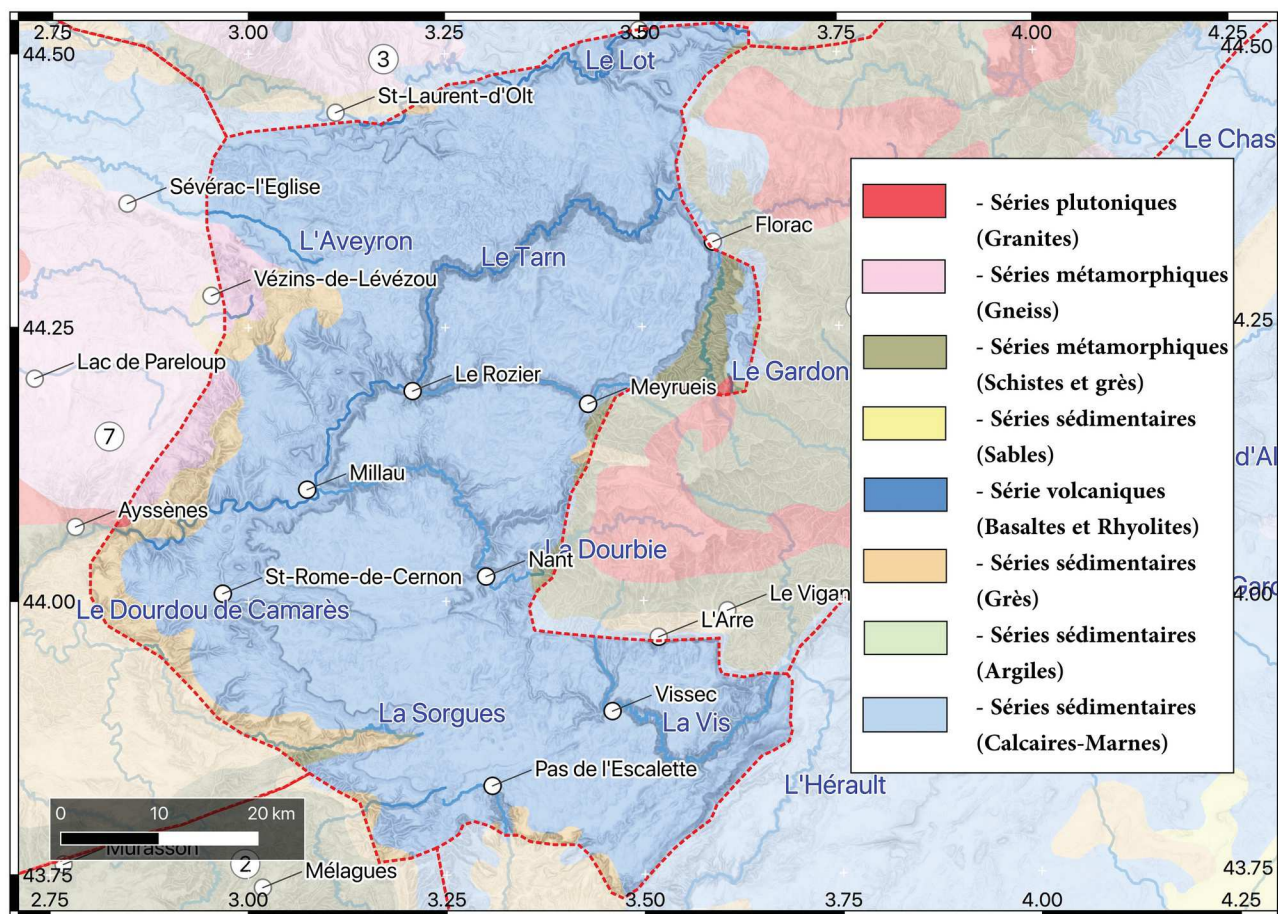 2.75 3.00 3.25 3.50 3.75 4.00 4.25
44.50 44.50
3
Le Lot
St-Laurent-d'Olt
Le Chas
Sévérac-l'Eglise
L'Aveyron
Le Tarn
Florac
Vézins-de-Lévézou
44.25 4.25
Lac de Pareloup
Le Rozier
Le Gardon
Meyrueis
7
Millau
d'Al
Ayssènes
La Dourbie
Nant
St-Rome-de-Cernon
44.00 4.00
Le Dourdou de Camarès
Le Vigan
L'Arre
Vissec
La Sorgues
La Vis
Pas de l'Escalette
L'Hérault
0 10 20 km
Murasson
2
Mélagues
43.75 43.75
2.75 3.00 3.25 3.50 3.75 4.00 4.25
- Séries plutoniques
(Granites)
- Séries métamorphiques
(Gneiss)
- Séries métamorphiques
(Schistes et grès)
- Séries sédimentaires
(Sables)
- Série volcaniques
(Basaltes et Rhyolites)
- Séries sédimentaires
(Grès)
- Séries sédimentaires
(Argiles)
- Séries sédimentaires
(Calcaires-Marnes)